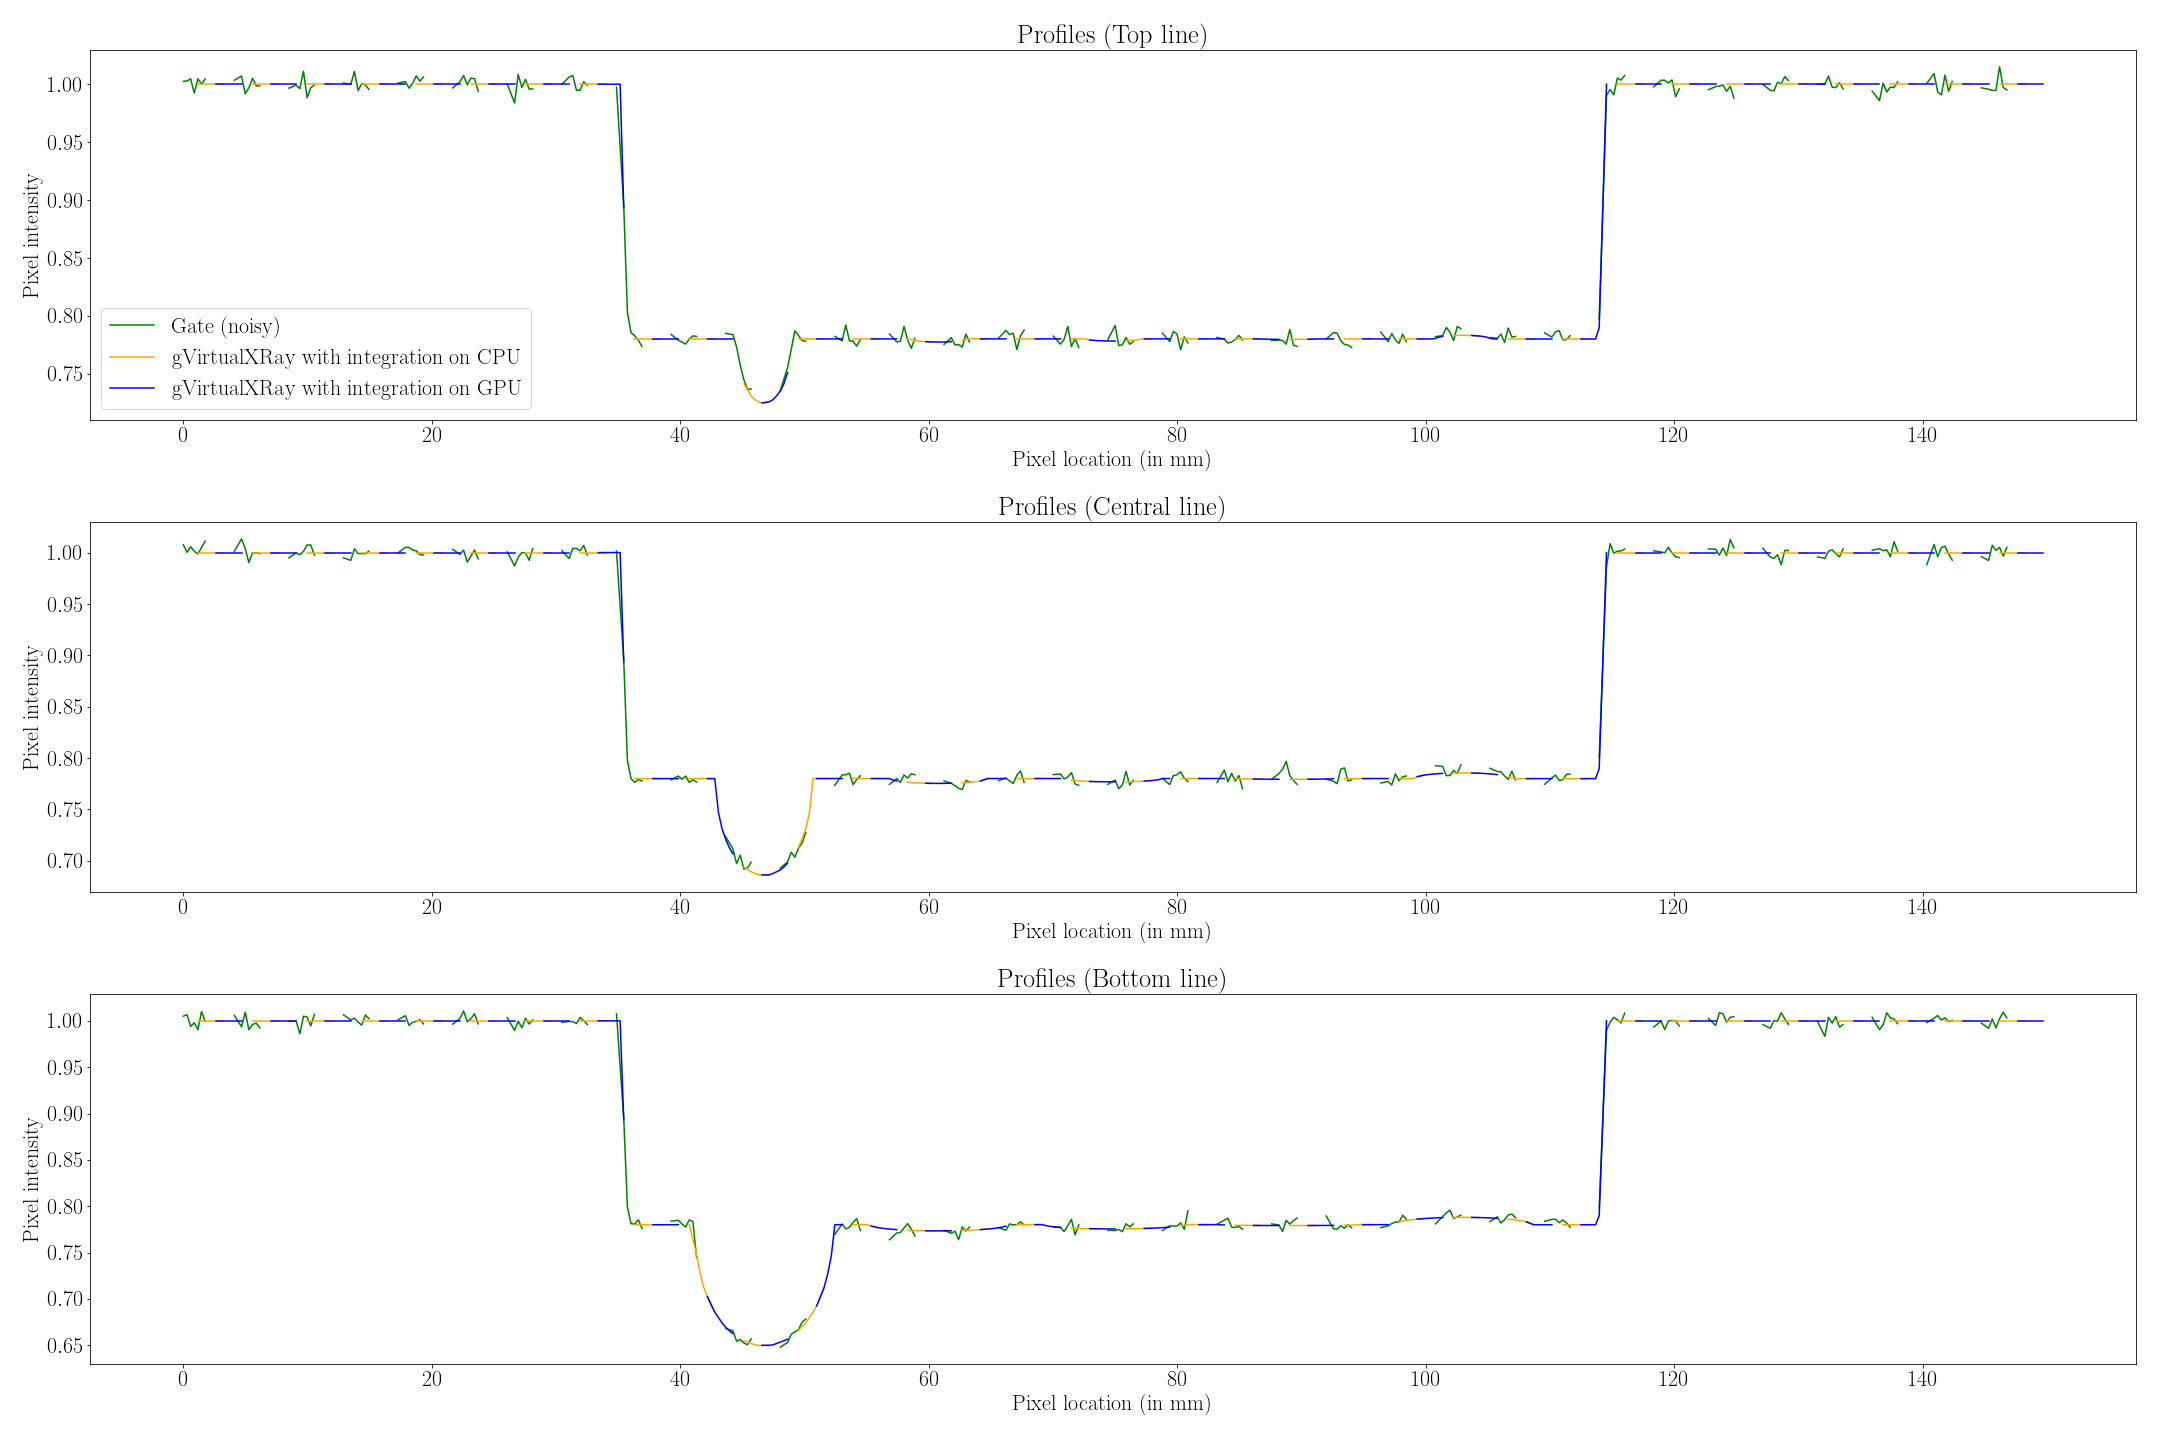 Profiles (Top line)
Pixel intensity
1.00
0.95
0.90
0.85
0.80
0.75
Gate (noisy)
gVirtualXRay with integration on CPU
gVirtualXRay with integration on GPU
0 20 40 60 80 100 120 140
Pixel location (in mm)
Profiles (Central line)
Pixel intensity
1.00
0.95
0.90
0.85
0.80
0.75
0.70
0 20 40 60 80 100 120 140
Pixel location (in mm)
Profiles (Bottom line)
Pixel intensity
1.00
0.95
0.90
0.85
0.80
0.75
0.70
0.65
0 20 40 60 80 100 120 140
Pixel location (in mm)